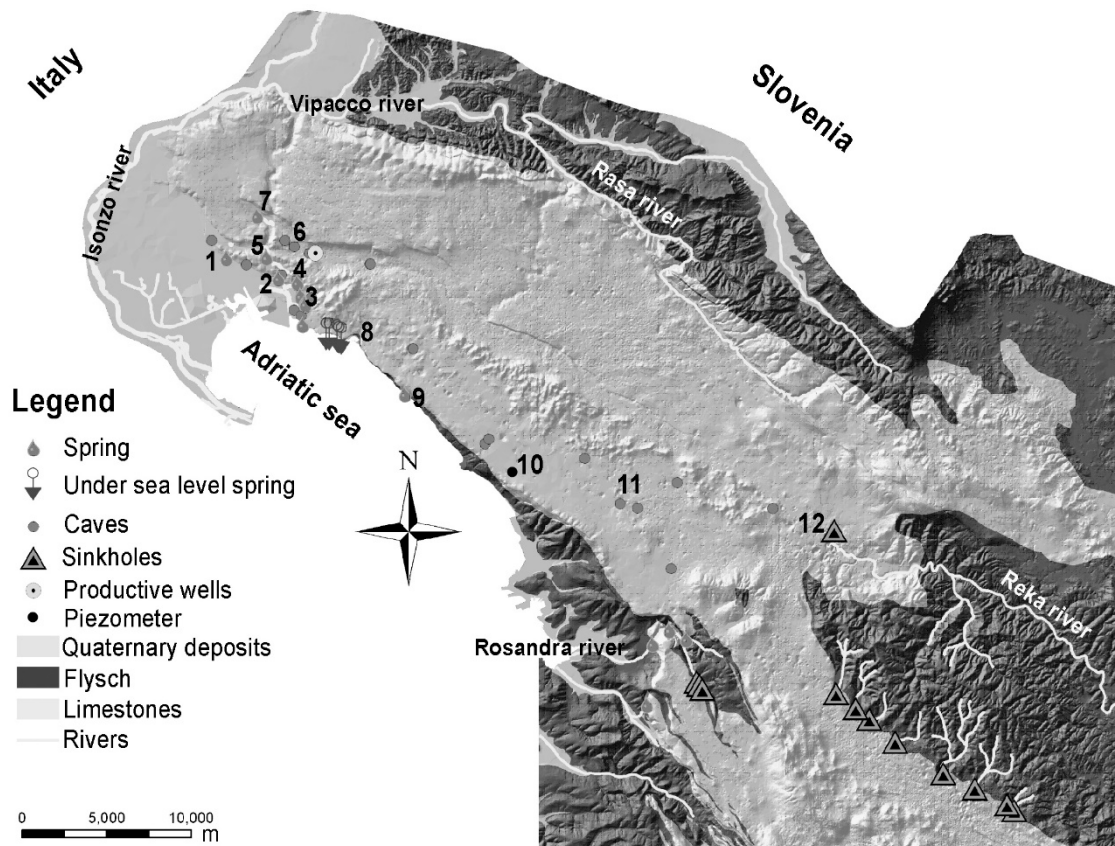 Italy
Slovenia
Vipacco river
Isonzo river
Rasa river
7
6
5
1
4
2
3
8
Adriatic sea
9
Legend
Spring
Under sea level spring
Caves
Sinkholes
Productive wells
Piezometer
Quaternary deposits
Flysch
Limestones
Rivers
N
10
11
12
Reka river
Rosandra river
0 5,000 10,000
m